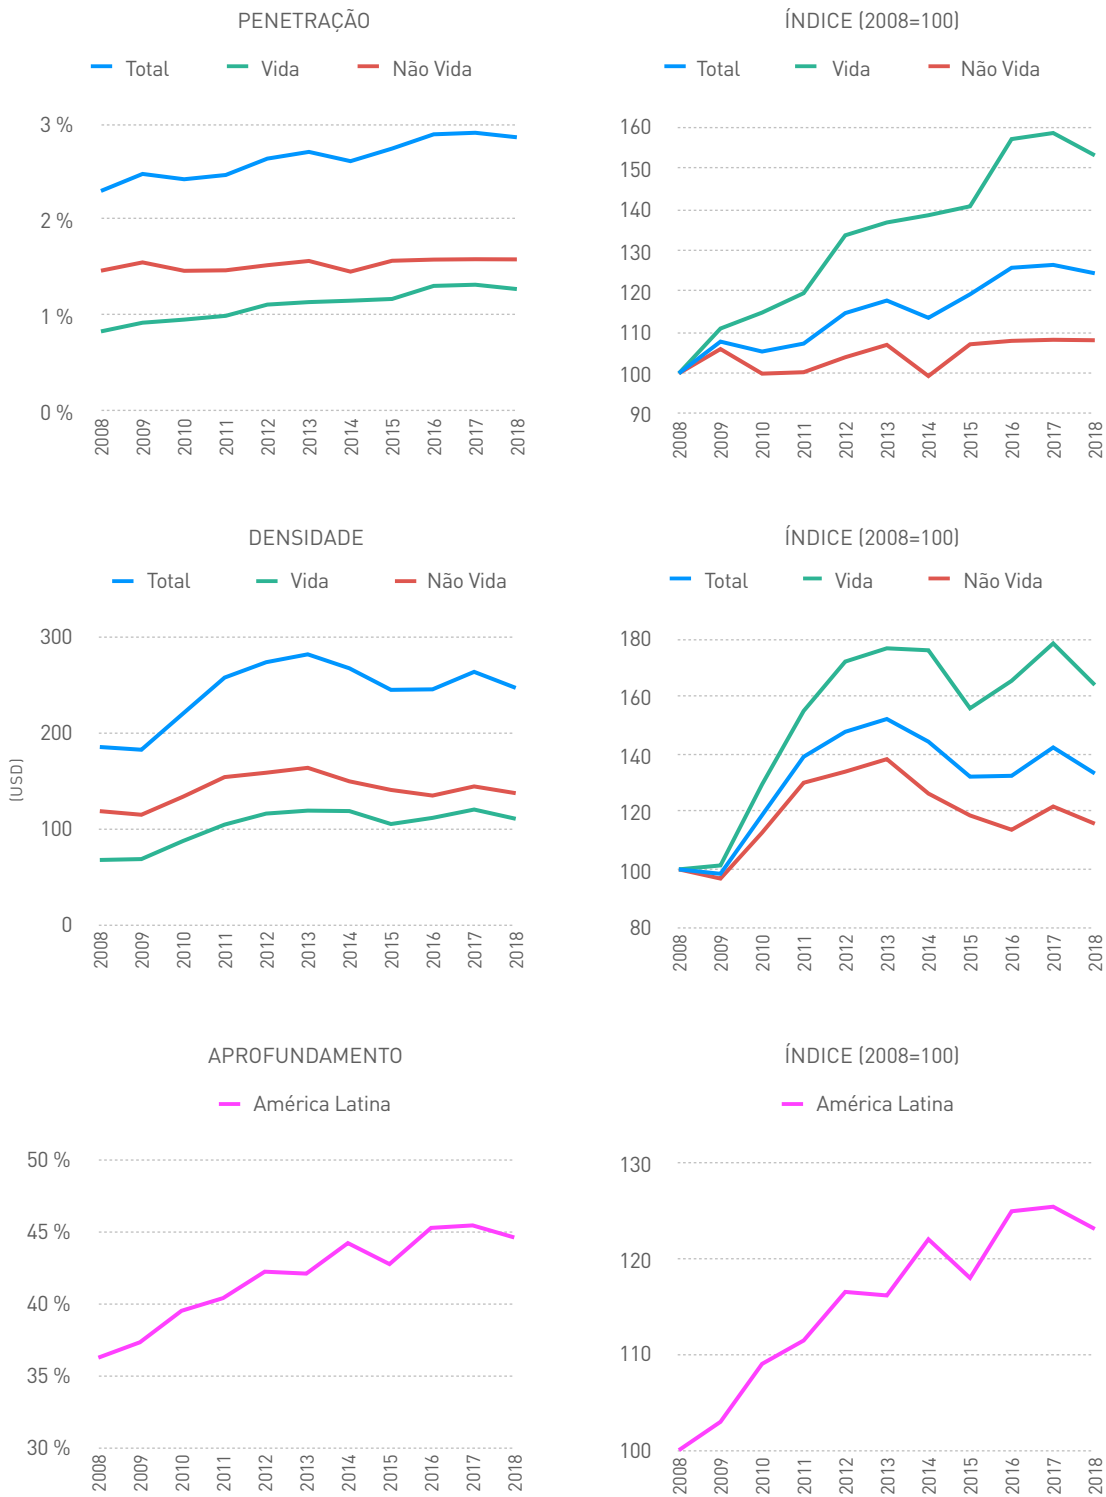 PENETRAÇÃO
Total Vida Não Vida
3 %
2 %
1 %
0 %
2008 2009 2010 2011 2012 2013 2014 2015 2016 2017 2018
ÍNDICE (2008=100)
Total Vida Não Vida
160
150
140
130
120
110
100
90
2008 2009 2010 2011 2012 2013 2014 2015 2016 2017 2018
DENSIDADE
Total Vida Não Vida
(USD)
300
200
100
0
2008 2009 2010 2011 2012 2013 2014 2015 2016 2017 2018
ÍNDICE (2008=100)
Total Vida Não Vida
180
160
140
120
100
80
2008 2009 2010 2011 2012 2013 2014 2015 2016 2017 2018
APROFUNDAMENTO
América Latina
50 %
45 %
40 %
35 %
30 %
2008 2009 2010 2011 2012 2013 2014 2015 2016 2017 2018
ÍNDICE (2008=100)
América Latina
130
120
110
100
2008 2009 2010 2011 2012 2013 2014 2015 2016 2017 2018